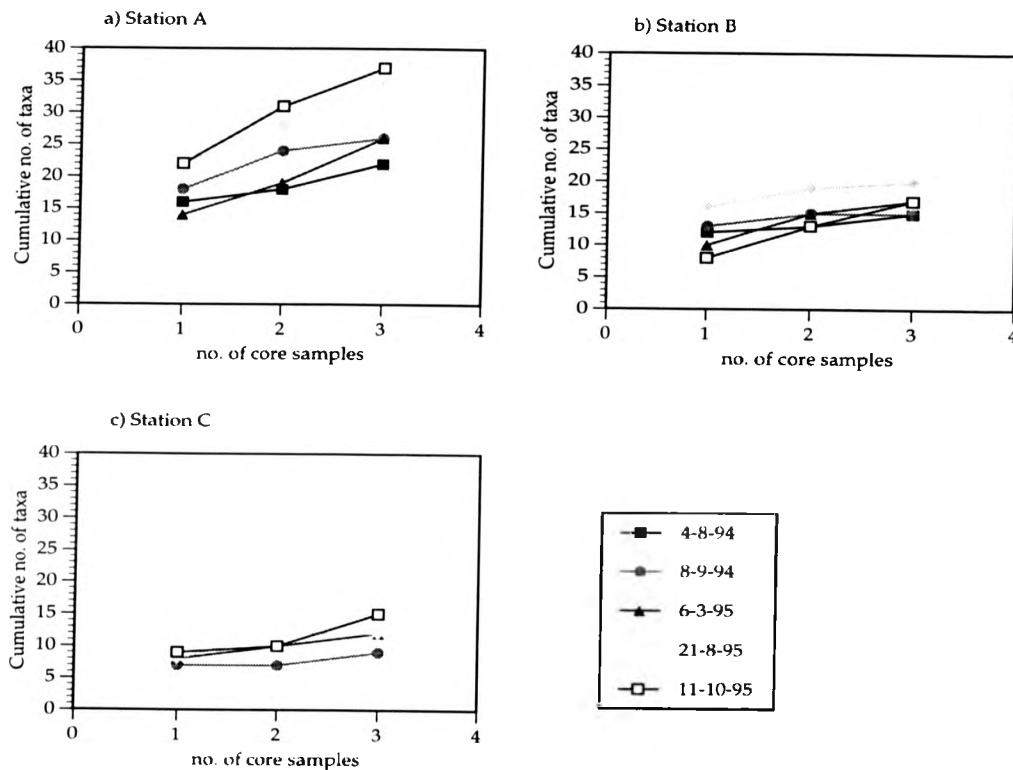 a) Station A
40
35
30
25
20
15
10
5
0
Cumulative no. of taxa
0 1 2 3 4
no. of core samples
b) Station B
40
35
30
25
20
15
10
5
0
Cumulative no. of taxa
0 1 2 3 4
no. of core samples
c) Station C
40
35
30
25
20
15
10
5
0
Cumulative no. of taxa
0 1 2 3 4
no. of core samples
4-8-94
8-9-94
6-3-95
21-8-95
11-10-95